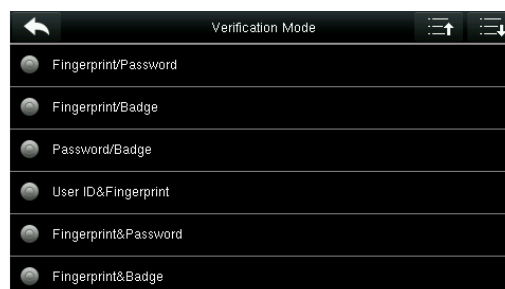 Verification Mode
Fingerprint/Password
Fingerprint/Badge
Password/Badge
User ID&Fingerprint
Fingerprint&Password
Fingerprint&Badge